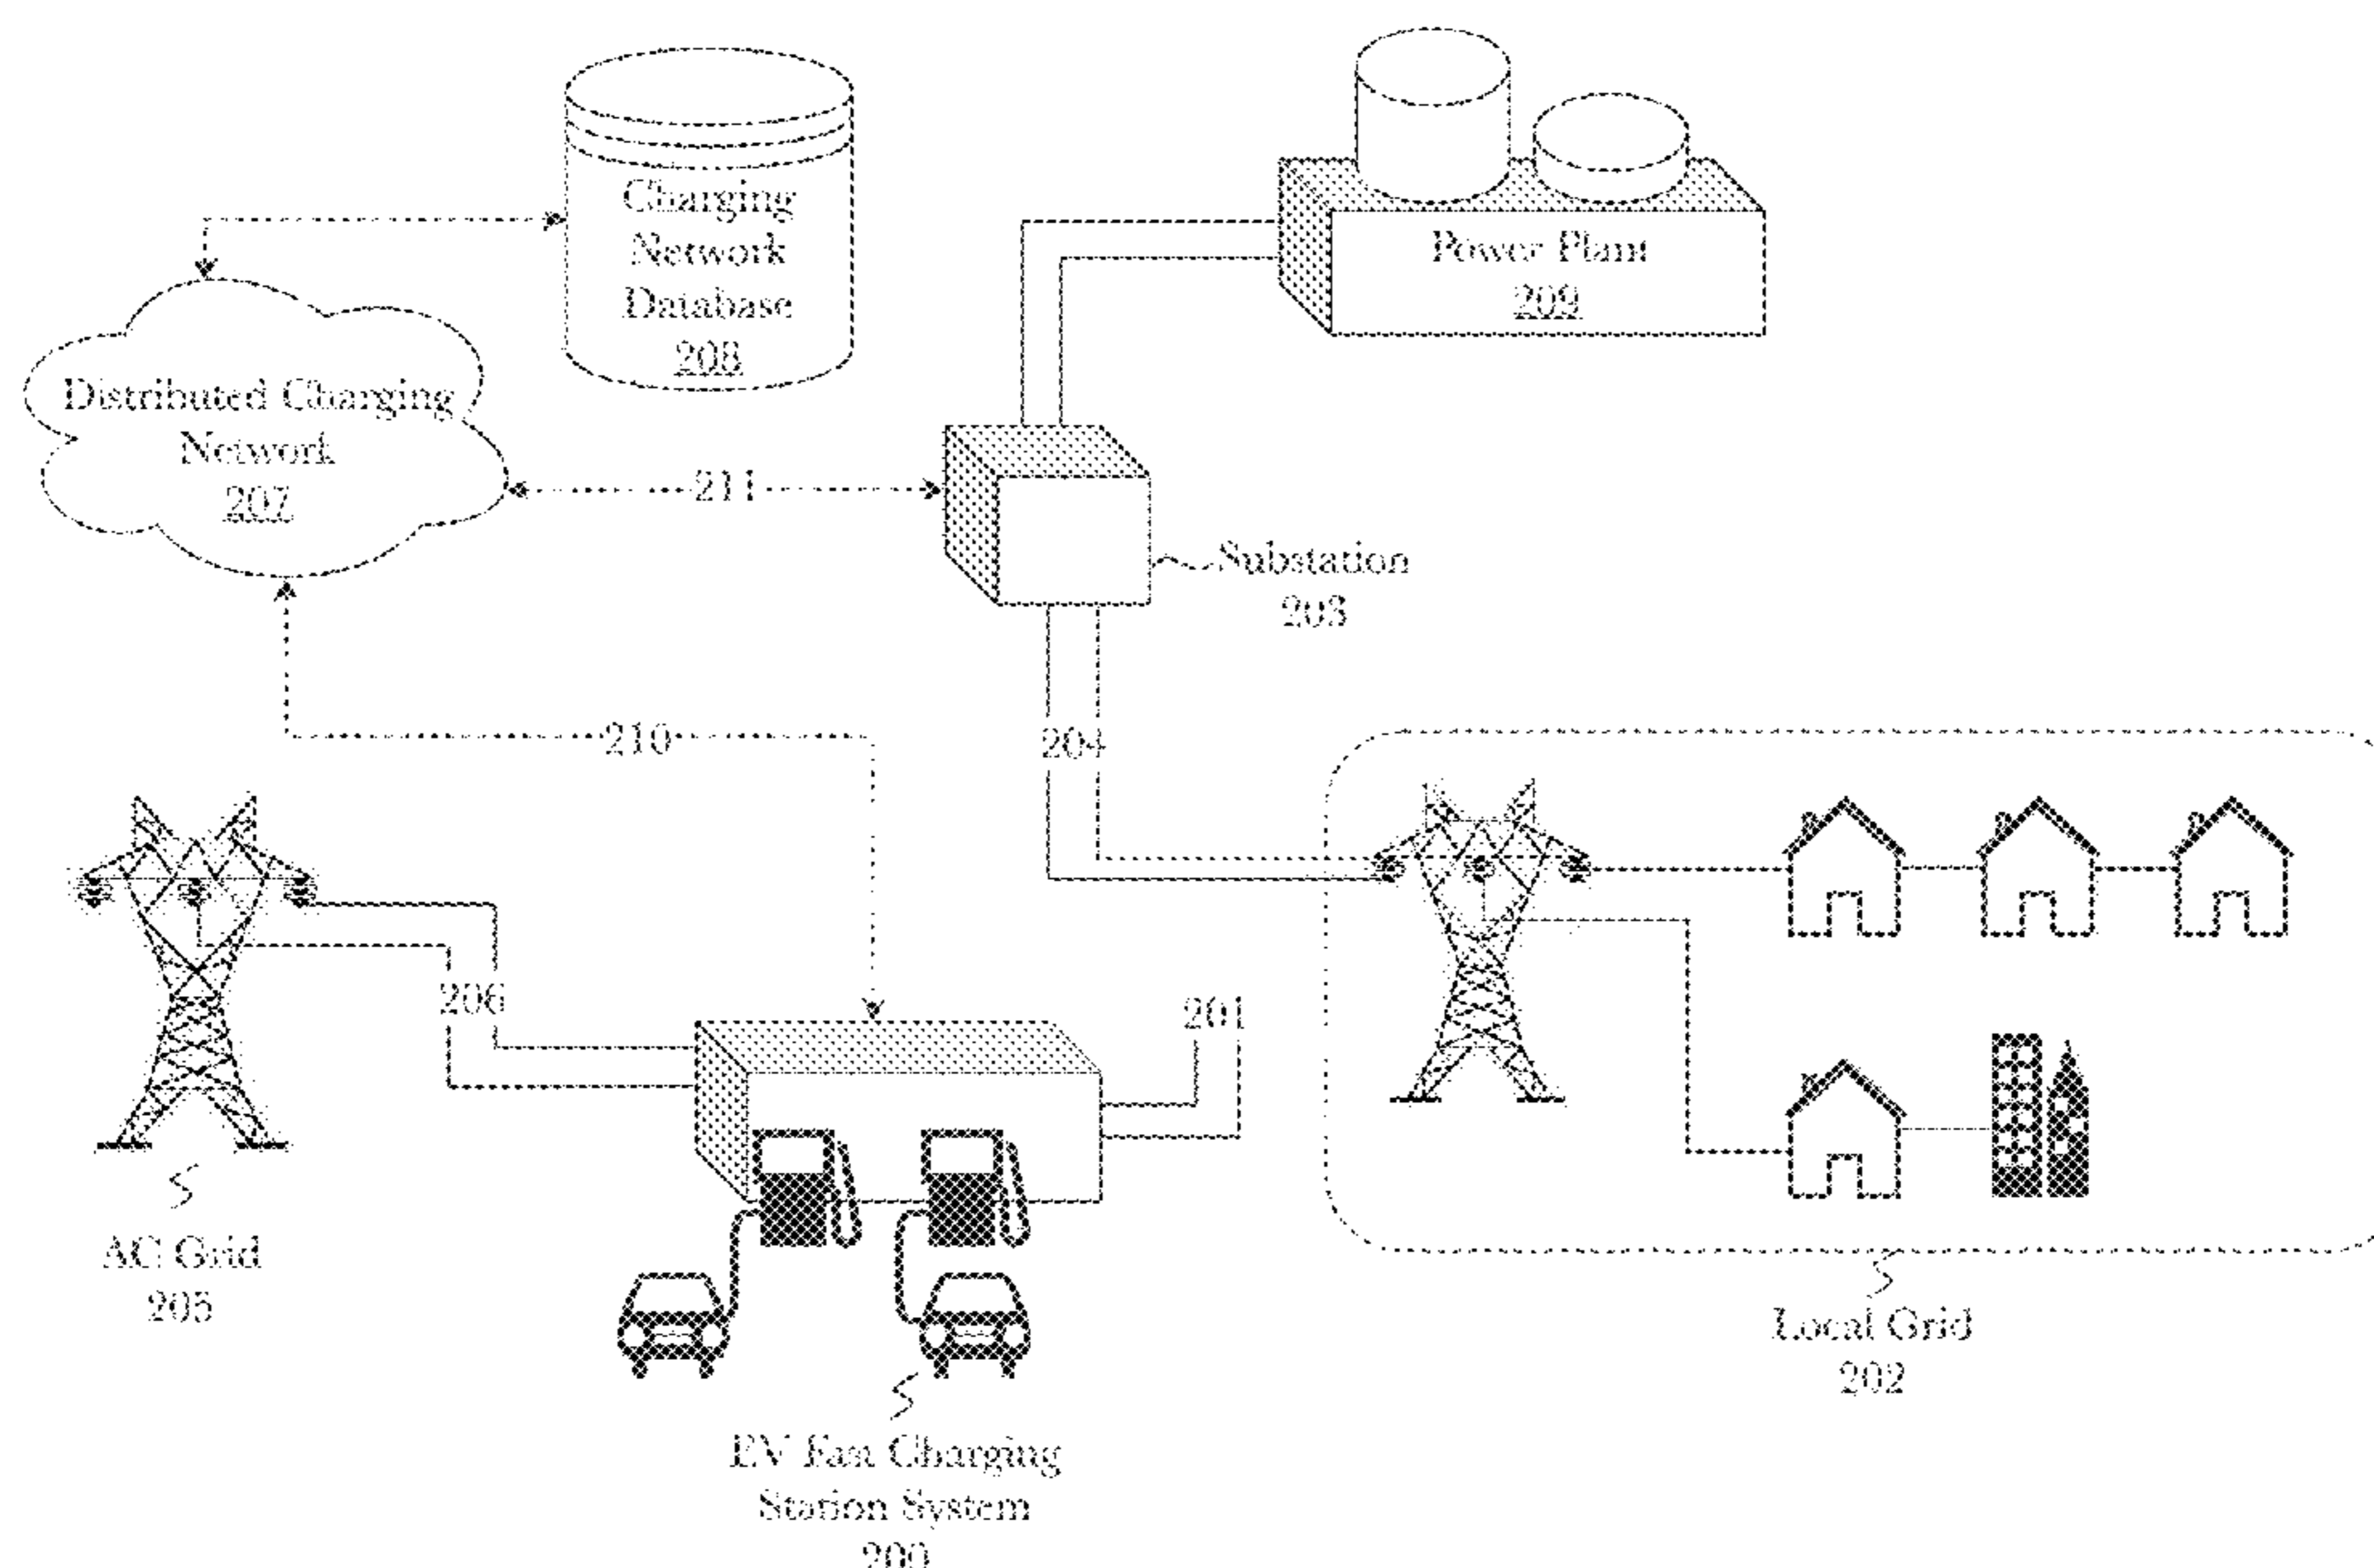 Charging
Network
Database
208
Power Plant
209
Distributed Charging
Network
207
211
Substation
203
210
204
206
201
AC Grid
205
Local Grid
202
EV Fan Charging
Station System
200